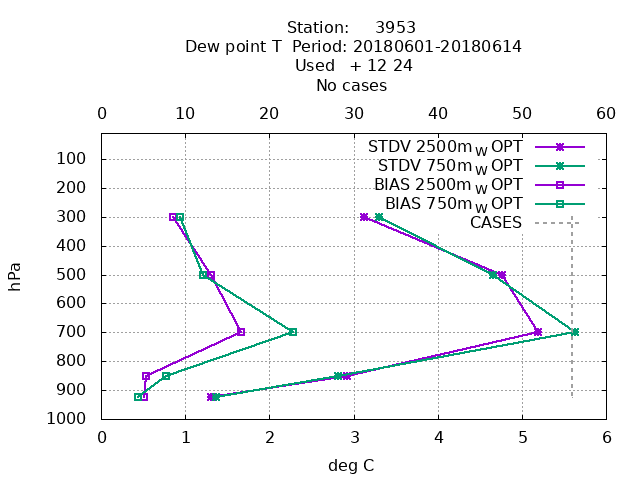 Station: 3953
Dew point T Period: 20180601-20180614
Used + 12 24
No cases
0 10 20 30 40 50 60
STDV 2500m W OPT
STDV 750m W OPT
BIAS 2500m W OPT
BIAS 750m W OPT
CASES
hPa
100
200
300
400
500
600
700
800
900
1000
0 1 2 3 4 5 6
deg C